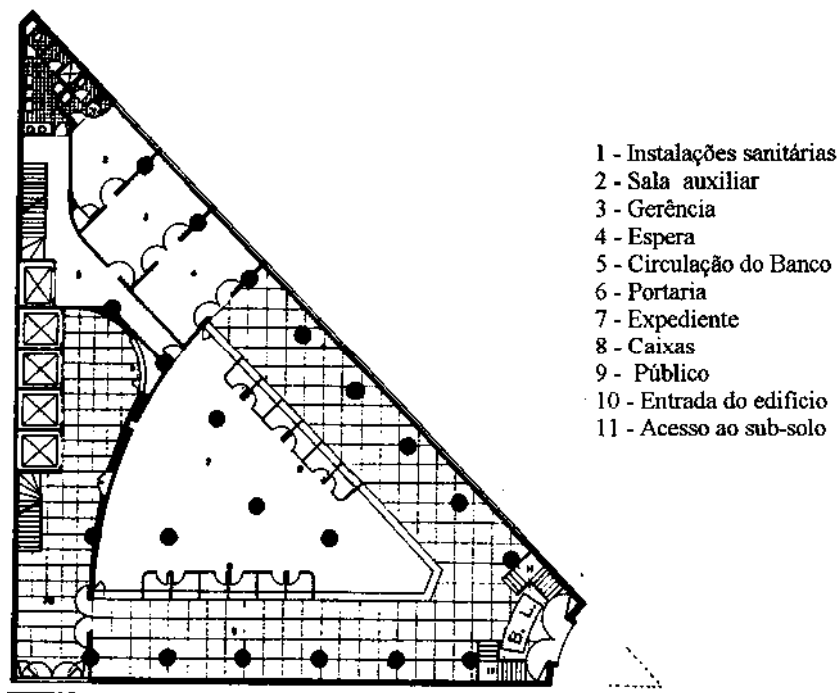 1 - Instalações sanitárias
2 - Sala auxiliar
3 - Gerência
4 - Espera
5 - Circulação do Banco
6 - Portaria
7 - Expediente
8 - Caixas
9 - Público
10 - Entrada do edificio
11 - Acesso ao sub-solo
B. L.